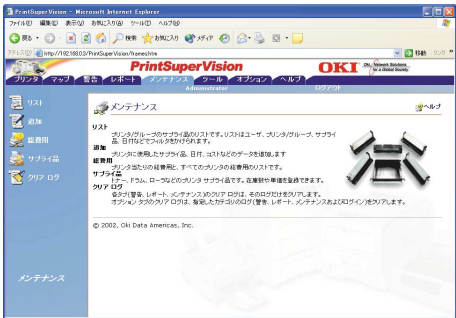 PrintSuperVision - Microsoft Internet Explorer
ファイル(F) 編集(E) 表示(V) お気に入り(A) ツール(T) ヘルプ(H)
戻る 検索 お気に入り メディア
アドレス(D) http://192.168.0.3/PrintSuperVision/frames.htm 移動 リンク
PrintSuperVision
OKI Network Solutions for a Global Society
プリンタ マップ 警告 レポート メンテナンス ツール オプション ヘルプ
Administrator ログアウト
リスト
追加
総費用
サプライ品
クリア ログ
メンテナンス
メンテナンス ヘルプ
リスト
プリンタ/グループのサプライ品のリストです。リストはユーザ、プリンタ/グループ、サプライ品、日付などでフィルタをかけられます。
追加
プリンタに使用したサプライ品、日付、コストなどのデータを追加します
総費用
プリンタ当たりの総費用と、すべてのプリンタの総費用のリストです。
サプライ品
トナー、ドラム、ローラなどのプリンタ サプライ品です。在庫数や単価を登録できます。
クリア ログ
各タブ(警告、レポート、メンテナンス)のクリア ログは、そのログだけをクリアします。
オプション タブのクリア ログは、指定したカテゴリのログ(警告、レポート、メンテナンスおよびログイン)をクリアします。
© 2002, Oki Data Americas, Inc.